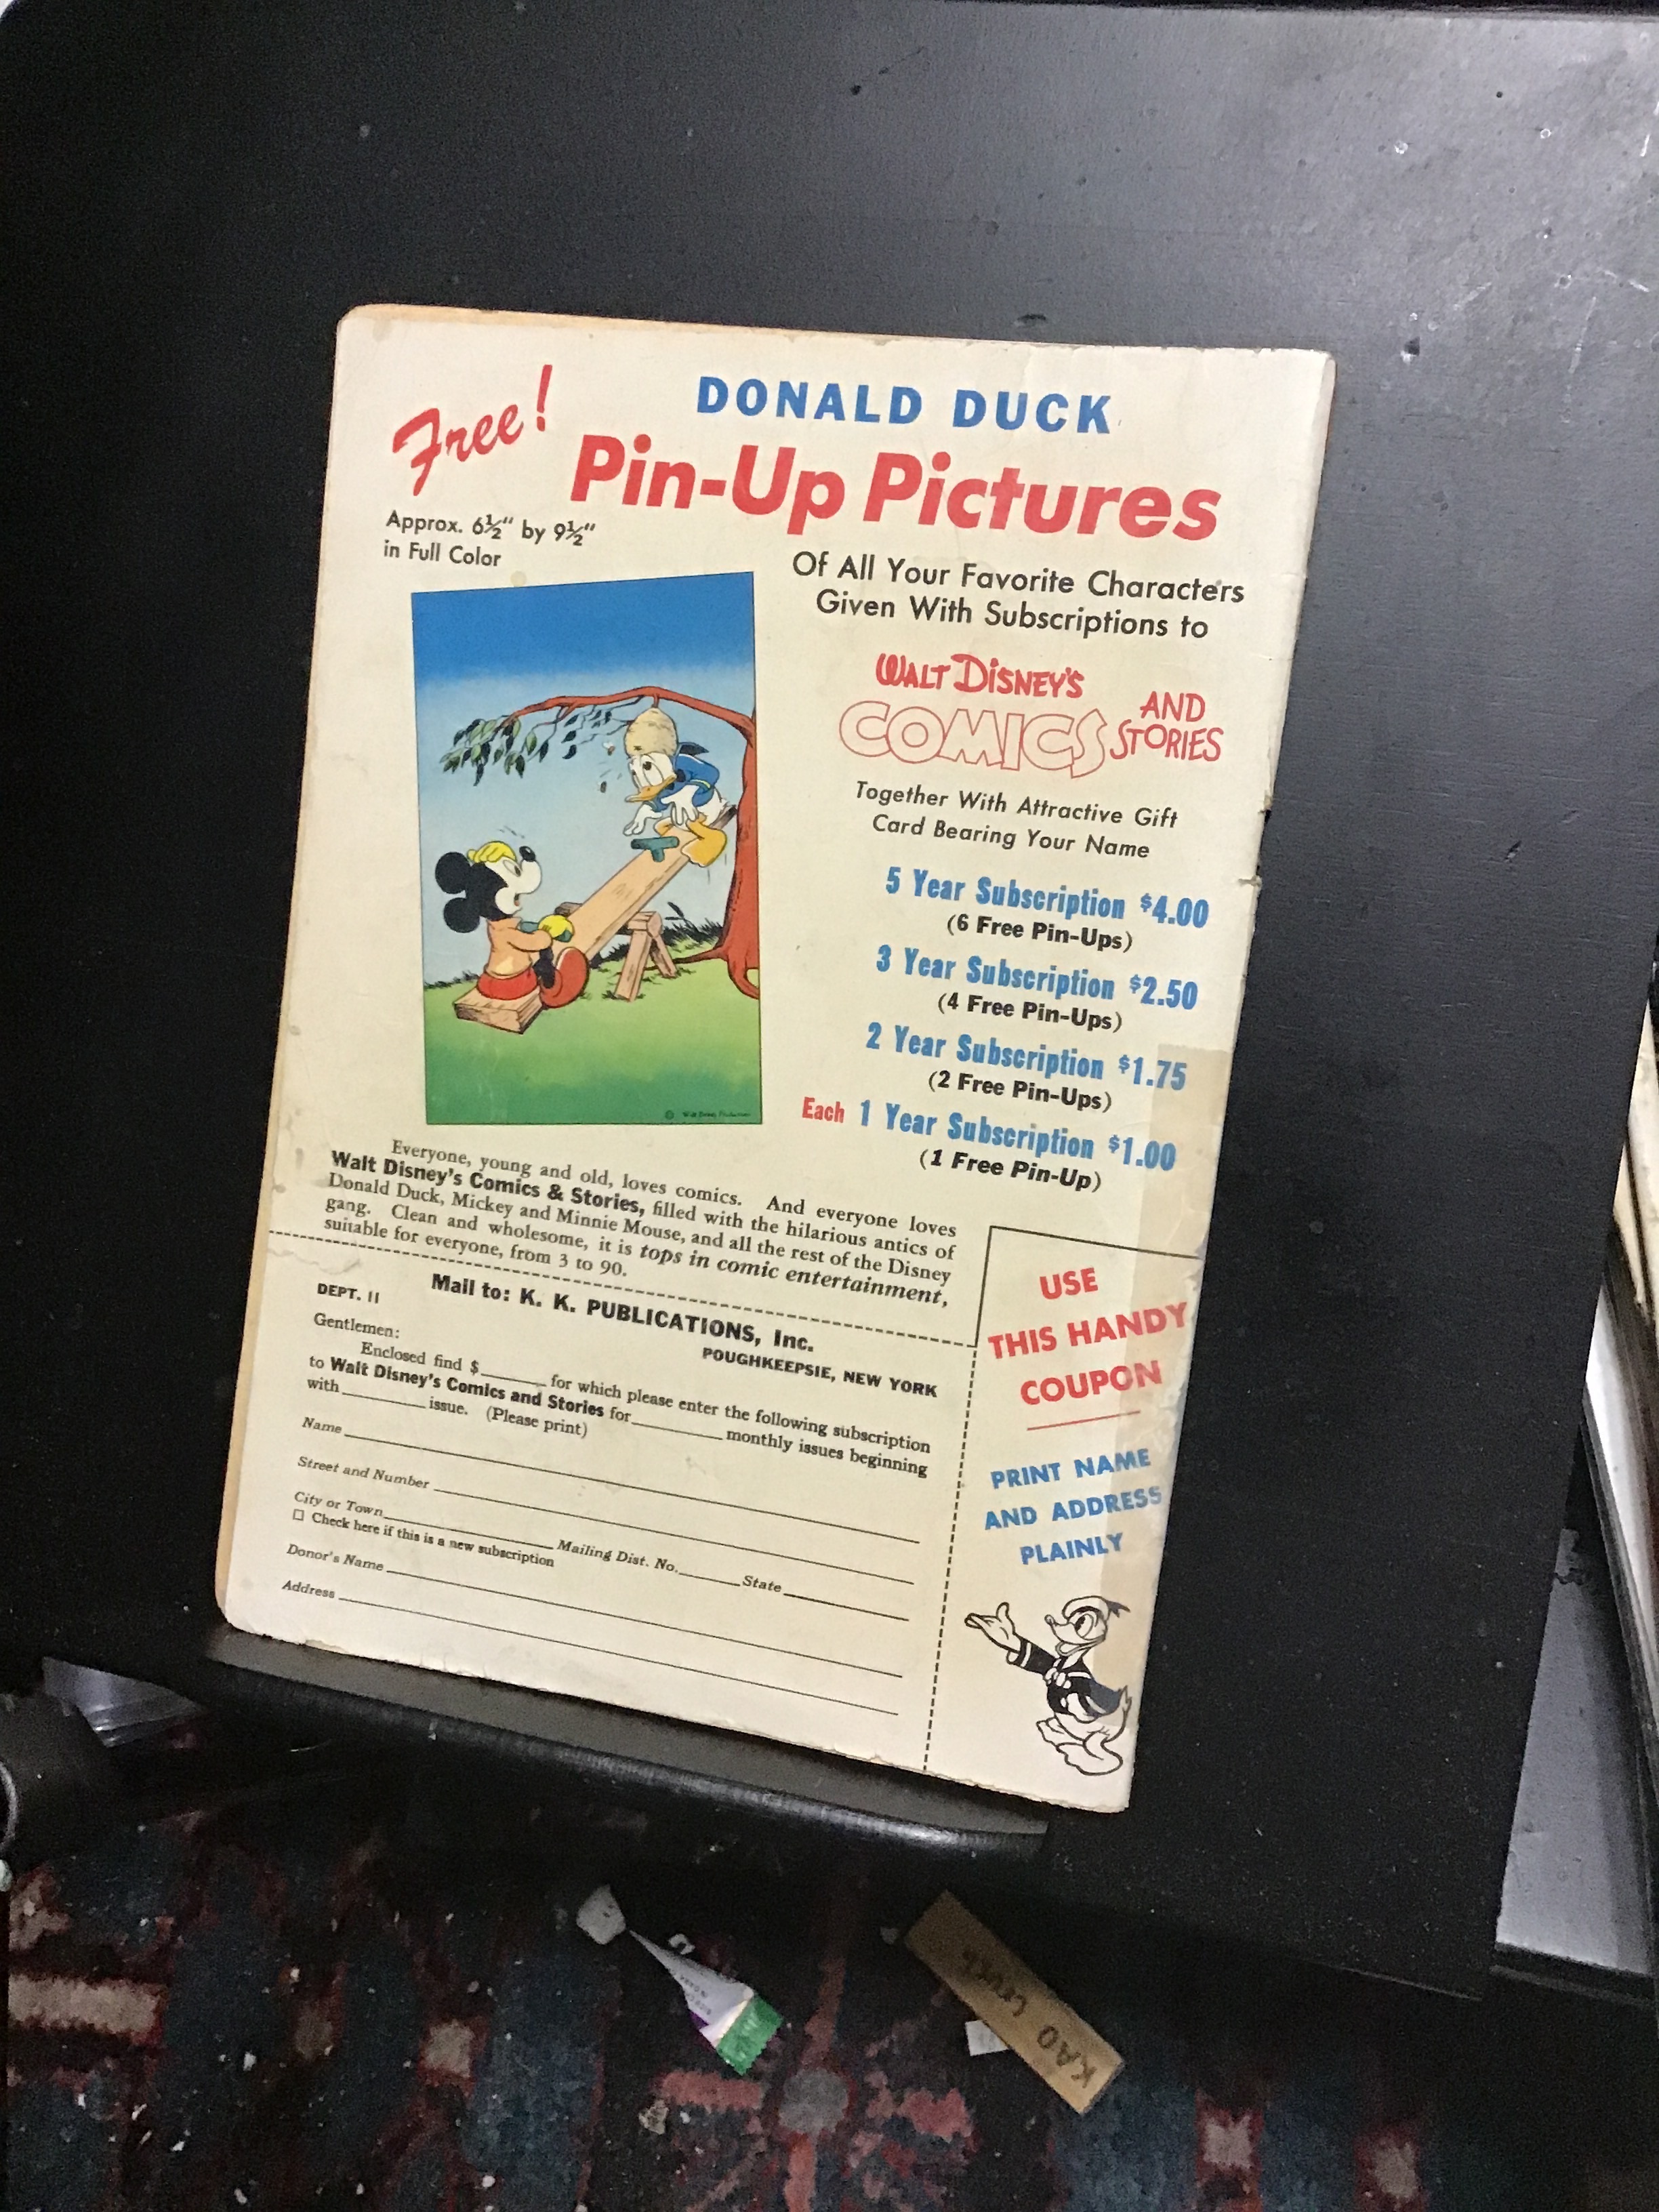 Free!
DONALD DUCK
Pin-Up Pictures
Approx. 6½" by 9½"
in Full Color
Of All Your Favorite Characters
Given With Subscriptions to
WALT DISNEY'S
COMICS AND
STORIES
Together With Attractive Gift
Card Bearing Your Name
5 Year Subscription $4.00
(6 Free Pin-Ups)
3 Year Subscription $2.50
(4 Free Pin-Ups)
2 Year Subscription $1.75
(2 Free Pin-Ups)
Each 1 Year Subscription $1.00
(1 Free Pin-Up)
© Walt Disney Productions
Everyone, young and old, loves comics. And everyone loves
Walt Disney's Comics & Stories, filled with the hilarious antics of
Donald Duck, Mickey and Minnie Mouse, and all the rest of the Disney
gang. Clean and wholesome, it is tops in comic entertainment,
suitable for everyone, from 3 to 90.
DEPT. 11 Mail to: K. K. PUBLICATIONS, Inc.
POUGHKEEPSIE, NEW YORK
Gentlemen:
Enclosed find $______ for which please enter the following subscription
to Walt Disney's Comics and Stories for________ monthly issues beginning
with________ issue. (Please print)
Name
Street and Number
City or Town________ Mailing Dist. No.______State
☐ Check here if this is a new subscription
Donor's Name
Address
USE
THIS HANDY
COUPON
PRINT NAME
AND ADDRESS
PLAINLY
KAO